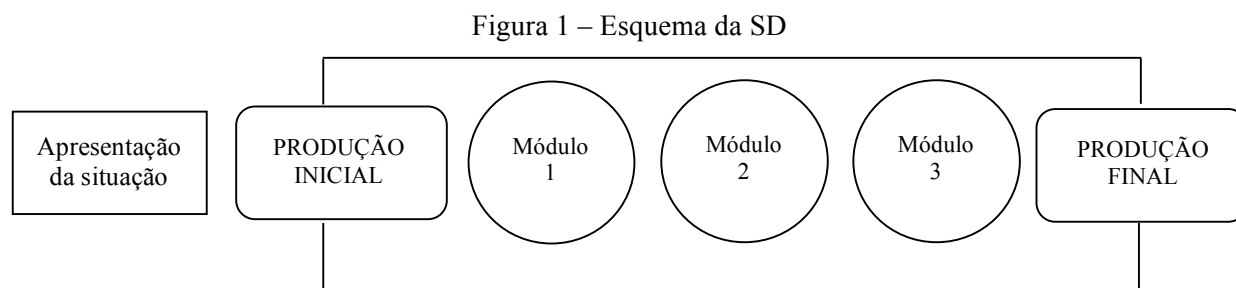 Figura 1 – Esquema da SD
Apresentação
da situação
PRODUÇÃO
INICIAL
Módulo
1
Módulo
2
Módulo
3
PRODUÇÃO
FINAL